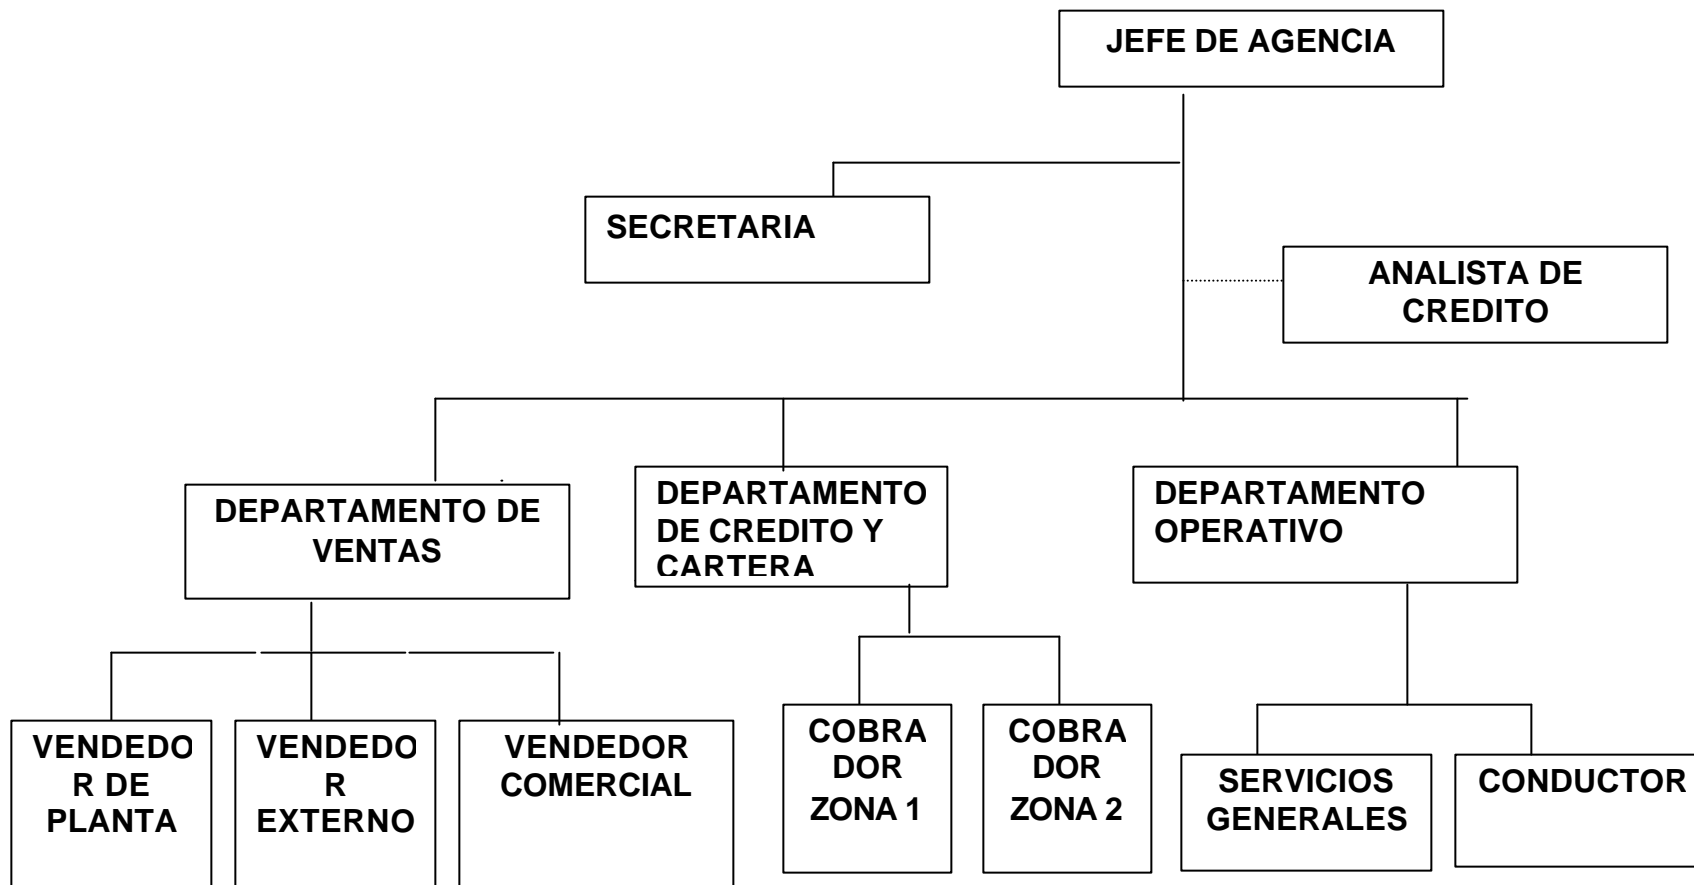 JEFE DE AGENCIA
SECRETARIA
ANALISTA DE
CREDITO
DEPARTAMENTO DE
VENTAS
DEPARTAMENTO
DE CREDITO Y
CARTERA
DEPARTAMENTO
OPERATIVO
VENDEDO
R DE
PLANTA
VENDEDO
R
EXTERNO
VENDEDOR
COMERCIAL
COBRA
DOR
ZONA 1
COBRA
DOR
ZONA 2
SERVICIOS
GENERALES
CONDUCTOR